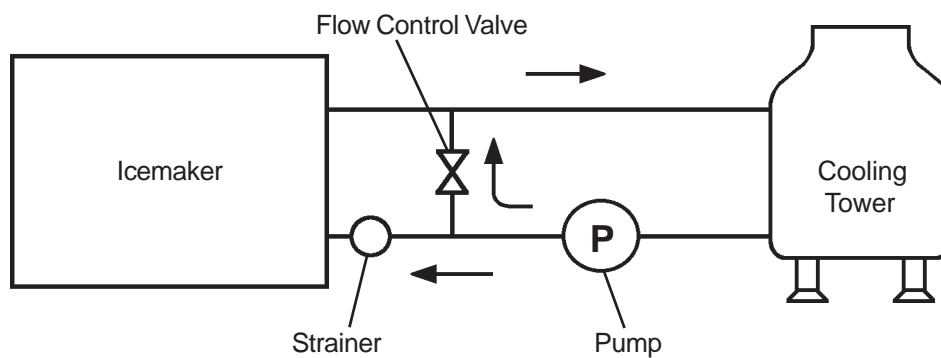 Flow Control Valve
Icemaker
Cooling
Tower
P
Strainer
Pump